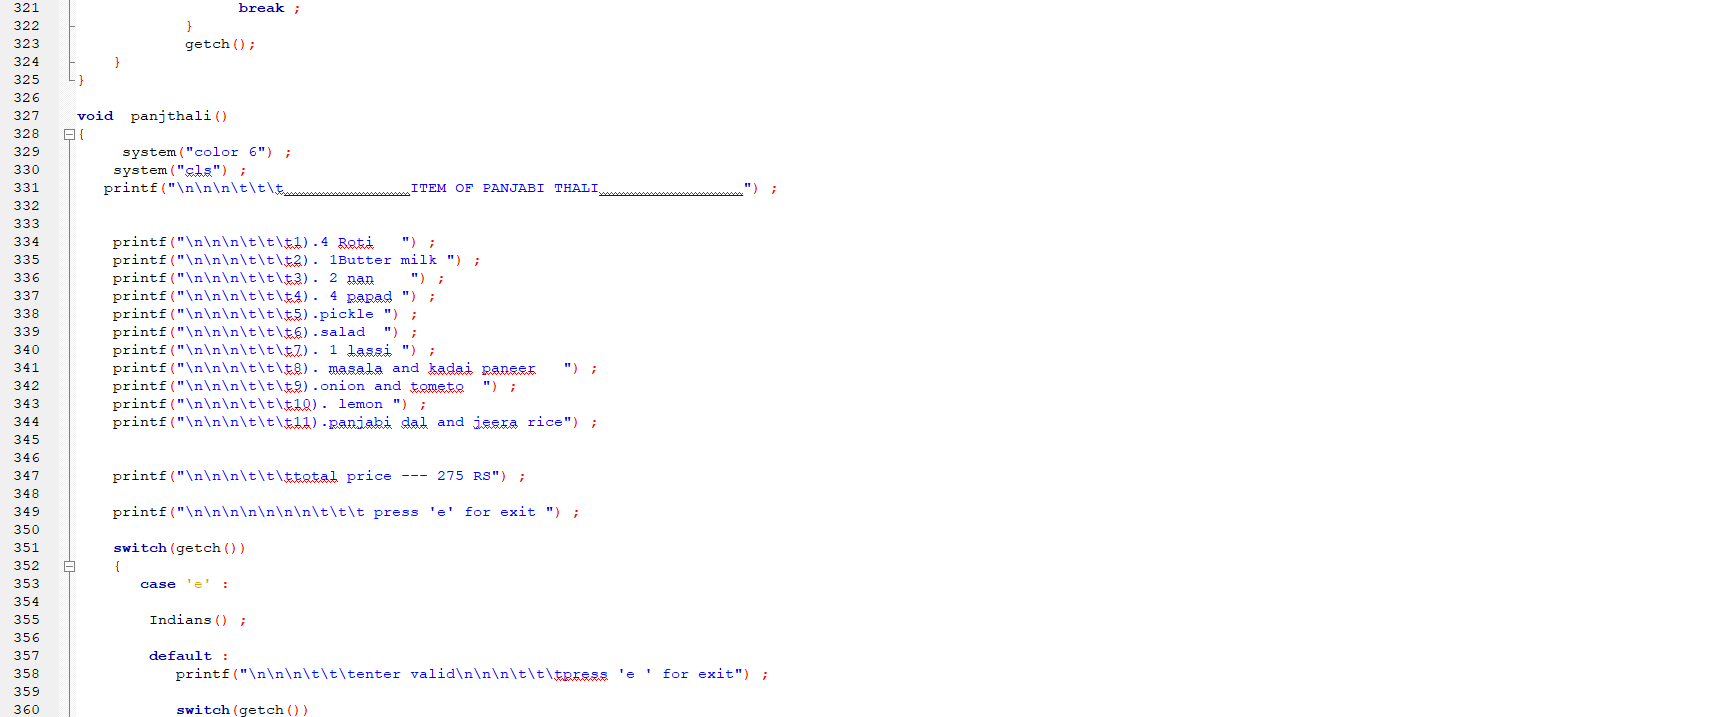 321 break ;
322 }
323 getch();
324 }
325 }
326
327 void  panjthali()
328 {
329 system("color 6") ;
330 system("cls") ;
331 printf("\n\n\n\t\t\t______________ITEM OF PANJABI THALI________________") ;
332
333
334 printf("\n\n\n\t\t\t1).4 Roti   ") ;
335 printf("\n\n\n\t\t\t2). 1Butter milk ") ;
336 printf("\n\n\n\t\t\t3). 2 nan    ") ;
337 printf("\n\n\n\t\t\t4). 4 papad ") ;
338 printf("\n\n\n\t\t\t5).pickle ") ;
339 printf("\n\n\n\t\t\t6).salad  ") ;
340 printf("\n\n\n\t\t\t7). 1 lassi ") ;
341 printf("\n\n\n\t\t\t8). masala and kadai paneer   ") ;
342 printf("\n\n\n\t\t\t9).onion and tometo  ") ;
343 printf("\n\n\n\t\t\t10). lemon ") ;
344 printf("\n\n\n\t\t\t11).panjabi dal and jeera rice") ;
345
346
347 printf("\n\n\n\t\t\ttotal price --- 275 RS") ;
348
349 printf("\n\n\n\n\n\n\n\t\t\t press 'e' for exit ") ;
350
351 switch(getch())
352 {
353 case 'e' :
354
355 Indians() ;
356
357 default :
358 printf("\n\n\n\t\t\tenter valid\n\n\n\t\t\tpress 'e ' for exit") ;
359
360 switch(getch())